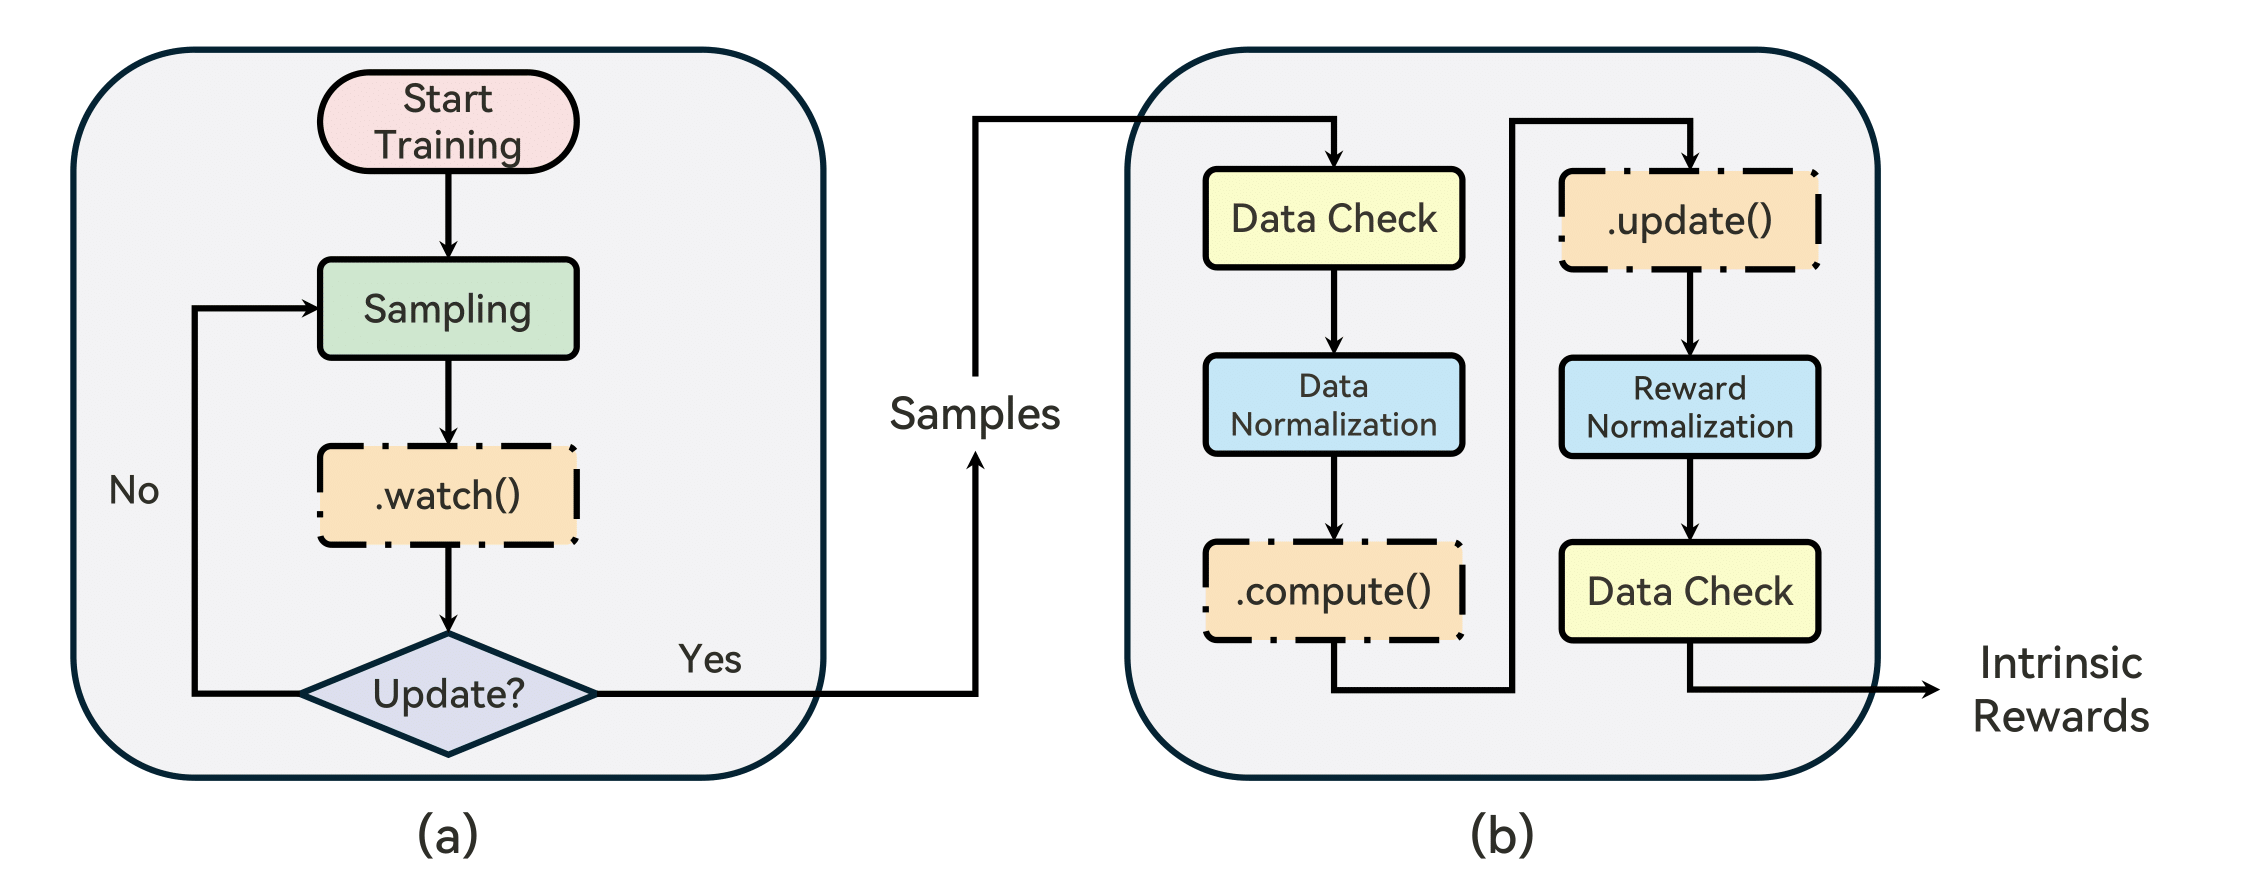 Start
Training
Sampling
.watch()
No
Update?
Yes
(a)
Samples
Data Check
Data
Normalization
.compute()
.update()
Reward
Normalization
Data Check
Intrinsic
Rewards
(b)